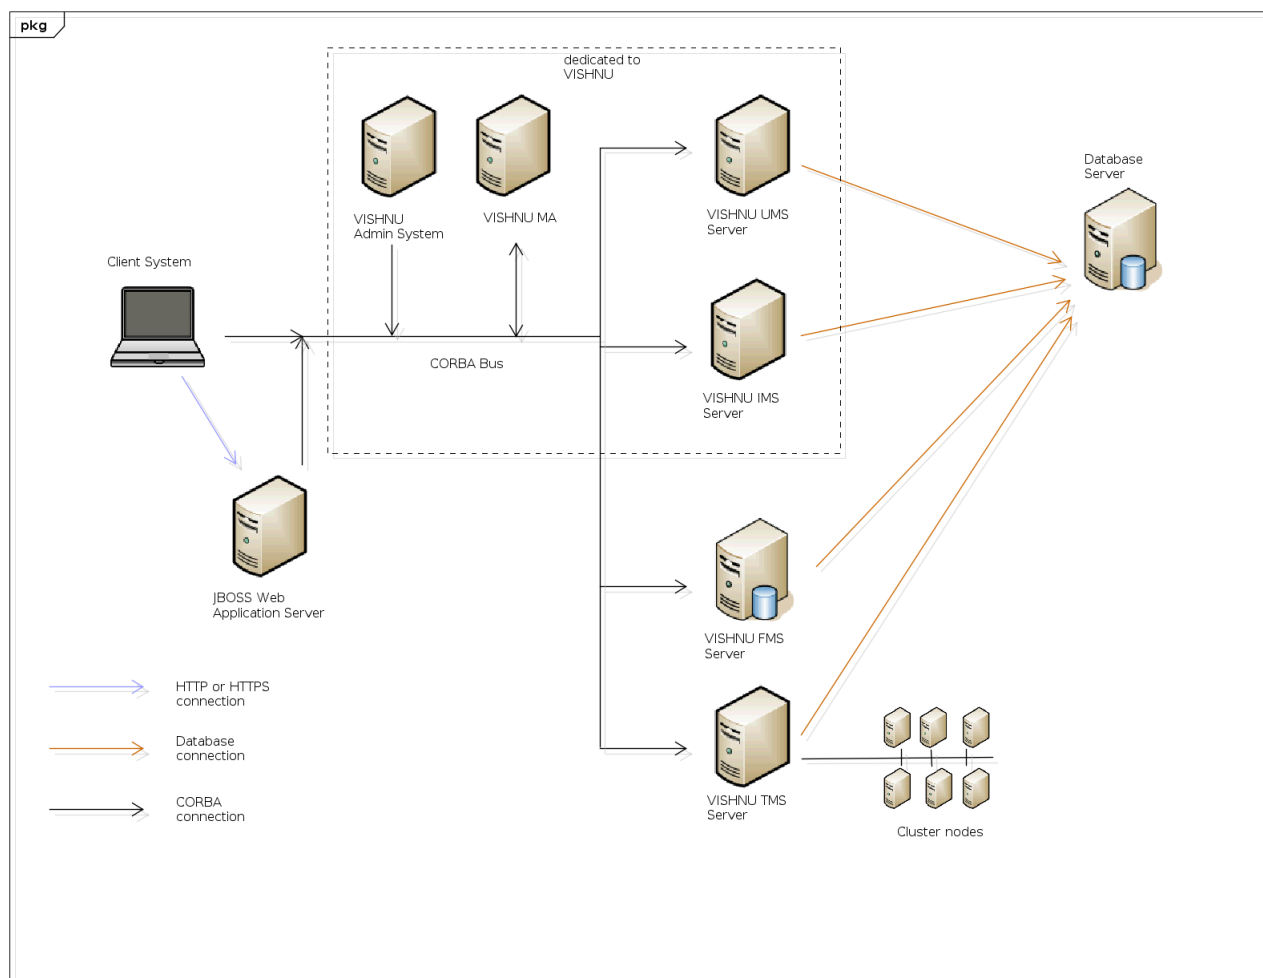 pkg
dedicated to
VISHNU
VISHNU
Admin System
VISHNU MA
VISHNU UMS
Server
Database
Server
Client System
CORBA Bus
VISHNU IMS
Server
JBOSS Web
Application Server
VISHNU FMS
Server
HTTP or HTTPS
connection
Database
connection
CORBA
connection
VISHNU TMS
Server
Cluster nodes